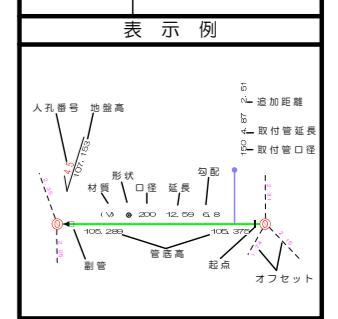 表示例
2.51
追加距離
人孔番号 地盤高
4.87
取付管延長
4.5
107.153
150
取付管口径
形状
勾配
材質 口径 延長
(V) 200 12.59 6.8
105.289
105.375
管底高
副管
起点
オフセット